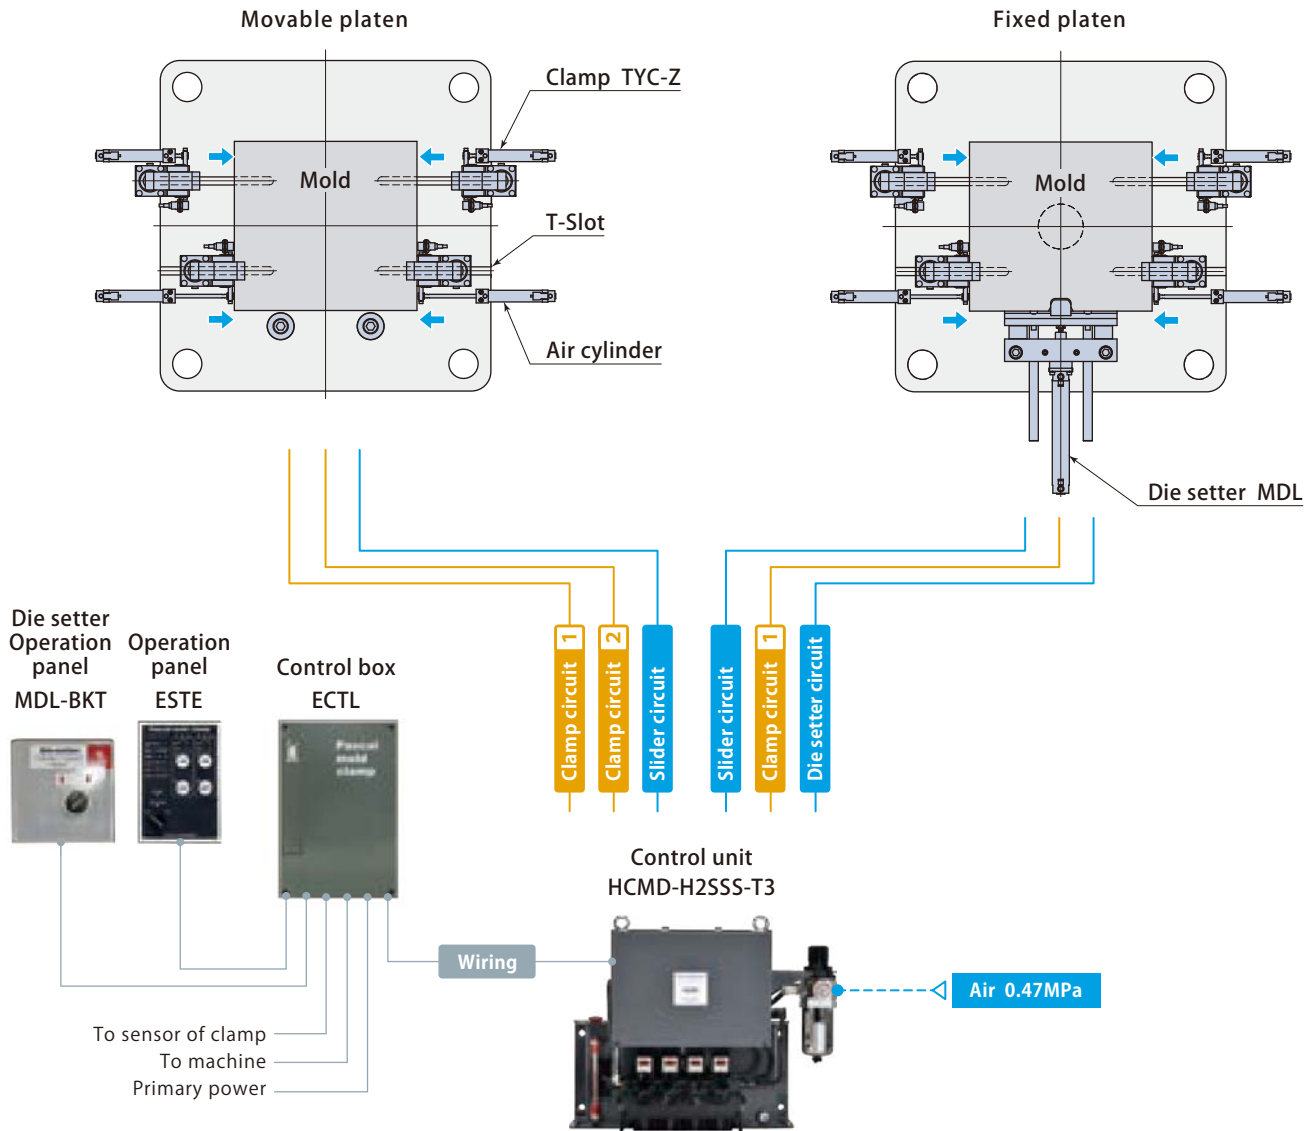 Movable platen
Fixed platen
Clamp TYC-Z
Mold
Mold
T-Slot
Air cylinder
Die setter MDL
Die setter
Operation
panel
MDL-BKT
Operation
panel
ESTE
Control box
ECTL
Pascal
mold
clamp
Clamp circuit 1
Clamp circuit 2
Slider circuit
Slider circuit
Clamp circuit 1
Die setter circuit
Control unit
HCMD-H2SSS-T3
Wiring
Air 0.47MPa
To sensor of clamp
To machine
Primary power